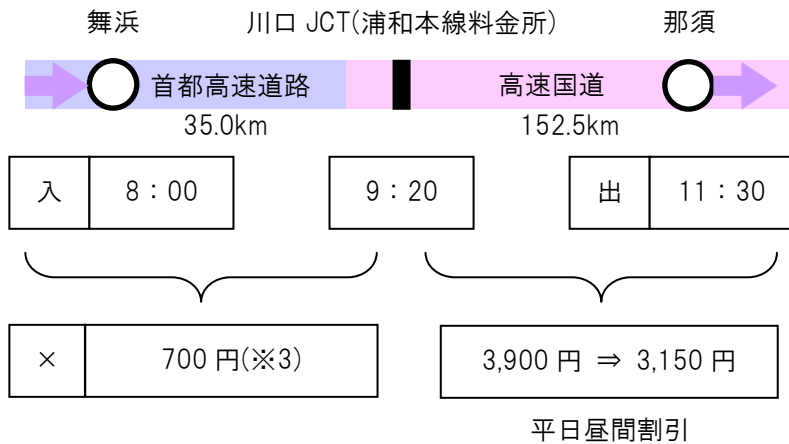 舞浜 川口 JCT(浦和本線料金所) 那須
首都高速道路 高速国道
35.0km 152.5km
入 8：00 9：20 出 11：30
× 700 円(※3) 3,900 円 ⇒ 3,150 円
平日昼間割引